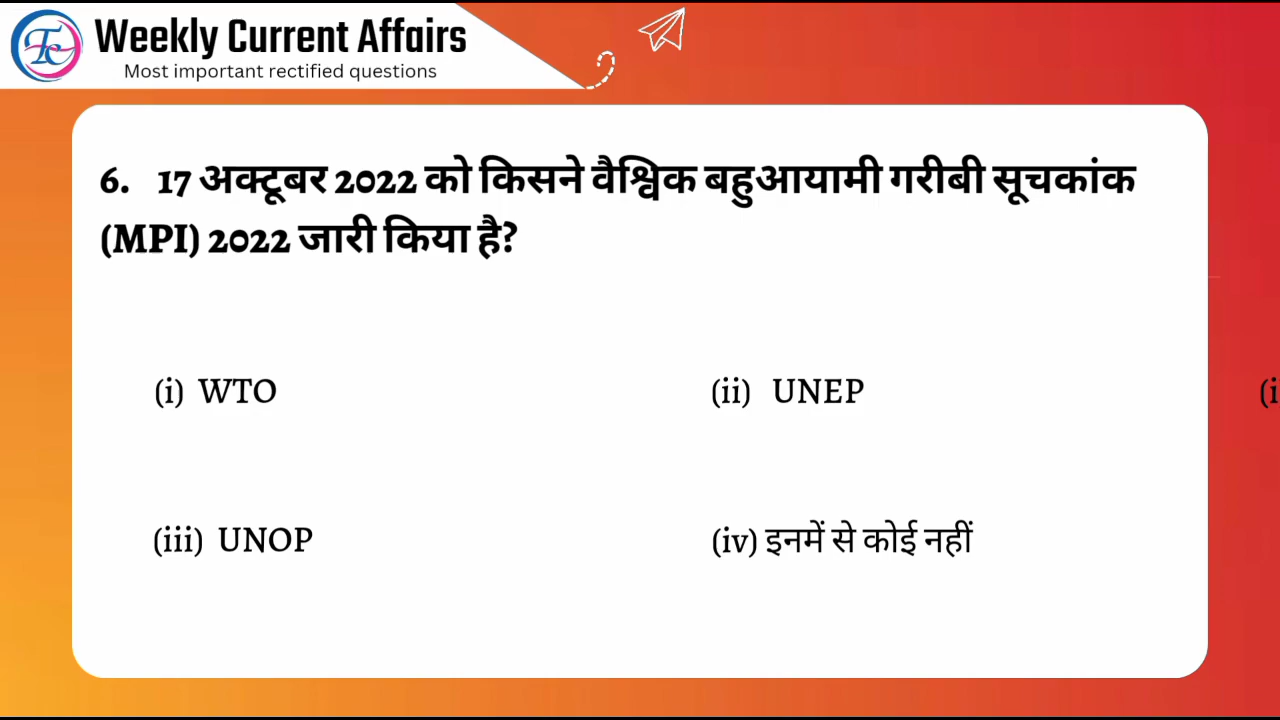 Weekly Current Affairs
Most important rectified questions
6. 17 अक्टूबर 2022 को किसने वैश्विक बहुआयामी गरीबी सूचकांक
(MPI) 2022 जारी किया है?
(i) WTO
(ii) UNEP
(iii) UNOP
(iv) इनमें से कोई नहीं